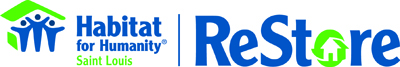 Habitat
for Humanity®
Saint Louis
ReStore